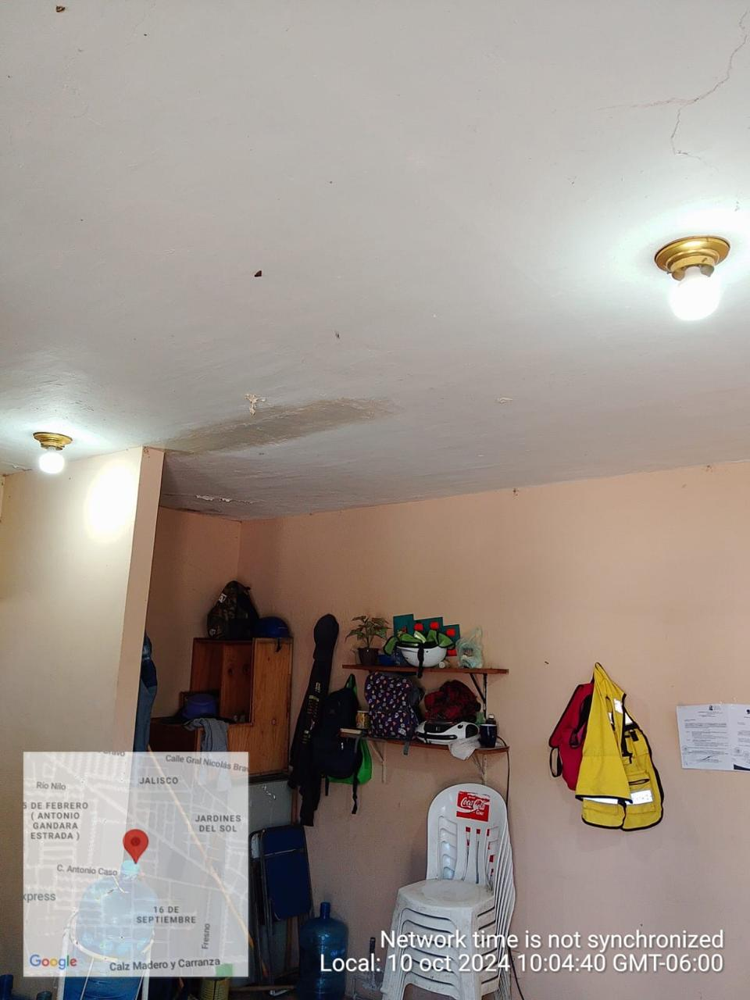 Bravo
Calle Gral Nicolás Brav
Río Nilo
JALISCO
5 DE FEBRERO
( ANTONIO
GANDARA
ESTRADA )
JARDINES
DEL SOL
C. Antonio Caso
xpress
16 DE
SEPTIEMBRE
Fresno
Google
Calz Madero y Carranza
Coca-Cola
Network time is not synchronized
Local: 10 oct 2024 10:04:40 GMT-06:00